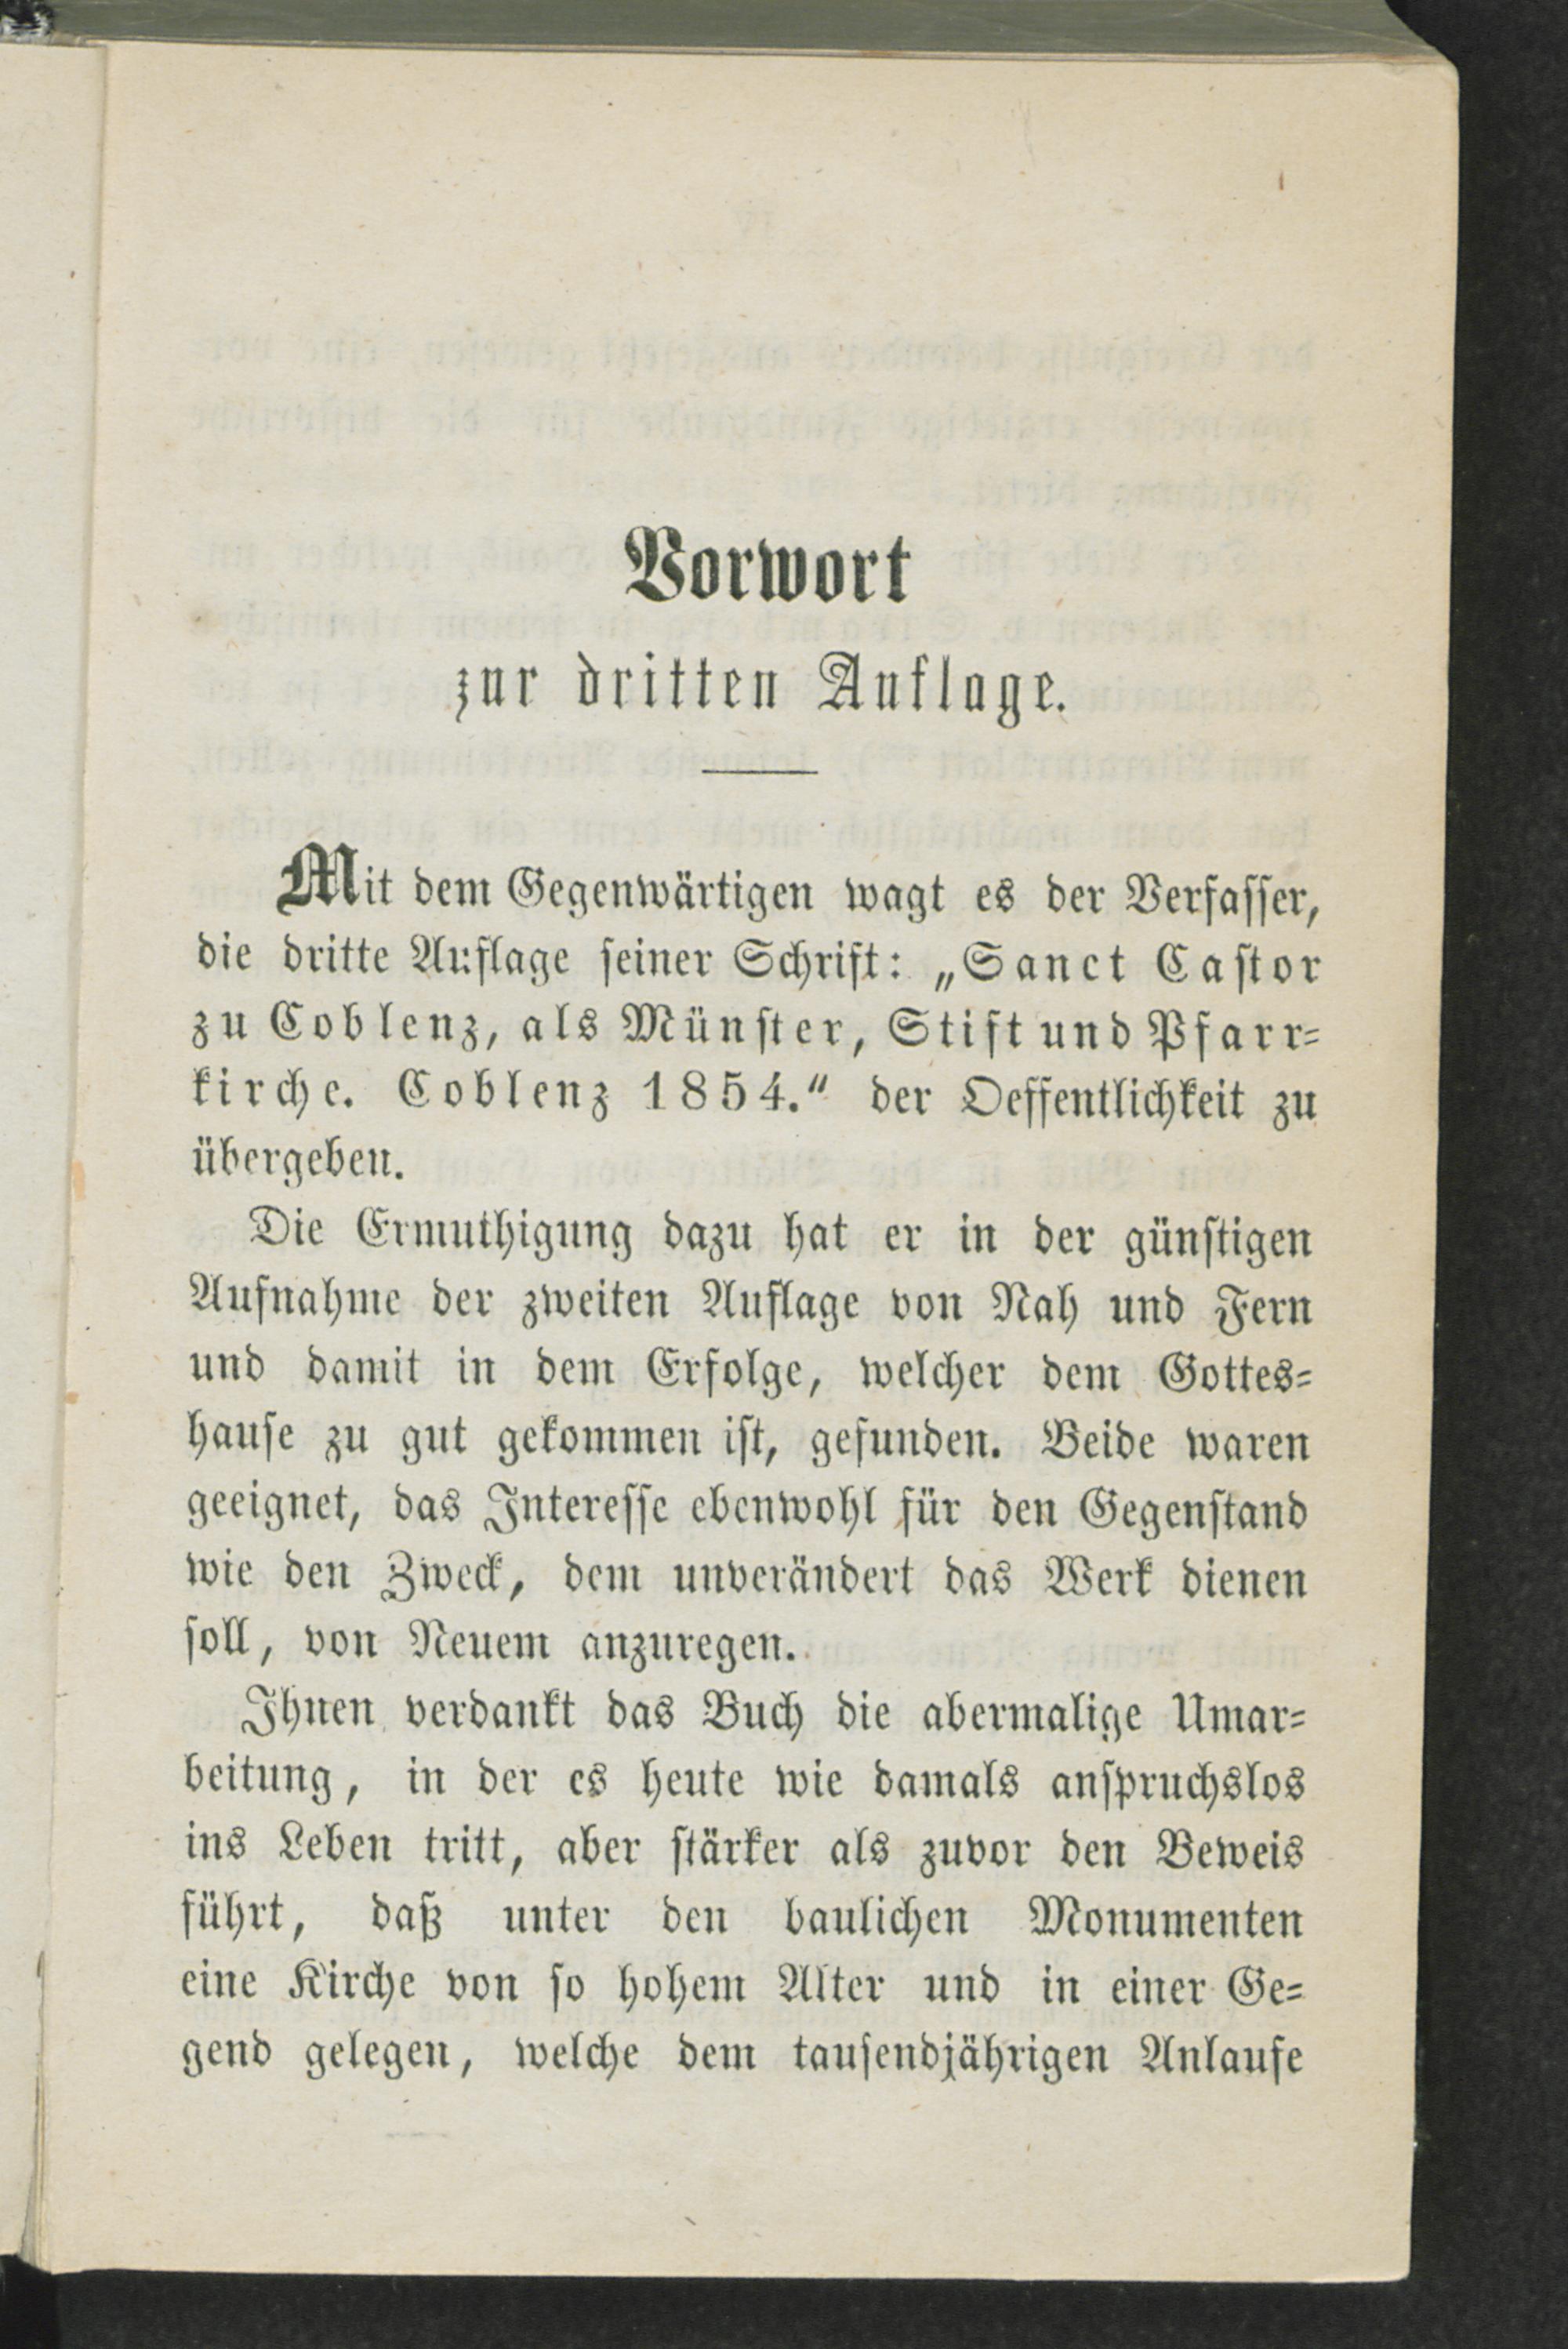 Vorwort
zur dritten Auflage.
Mit dem Gegenwärtigen wagt es der Verfasser,
die dritte Auflage seiner Schrift: „Sanct Castor
zu Coblenz, als Münster, Stift und Pfarr-
kirche. Coblenz 1854.“ der Oeffentlichkeit zu
übergeben.
Die Ermuthigung dazu hat er in der günstigen
Aufnahme der zweiten Auflage von Nah und Fern
und damit in dem Erfolge, welcher dem Gottes-
hause zu gut gekommen ist, gefunden. Beide waren
geeignet, das Interesse ebenwohl für den Gegenstand
wie den Zweck, dem unverändert das Werk dienen
soll, von Neuem anzuregen.
Ihnen verdankt das Buch die abermalige Umar-
beitung, in der es heute wie damals anspruchslos
ins Leben tritt, aber stärker als zuvor den Beweis
führt, daß unter den baulichen Monumenten
eine Kirche von so hohem Alter und in einer Ge-
gend gelegen, welche dem tausendjährigen Anlaufe